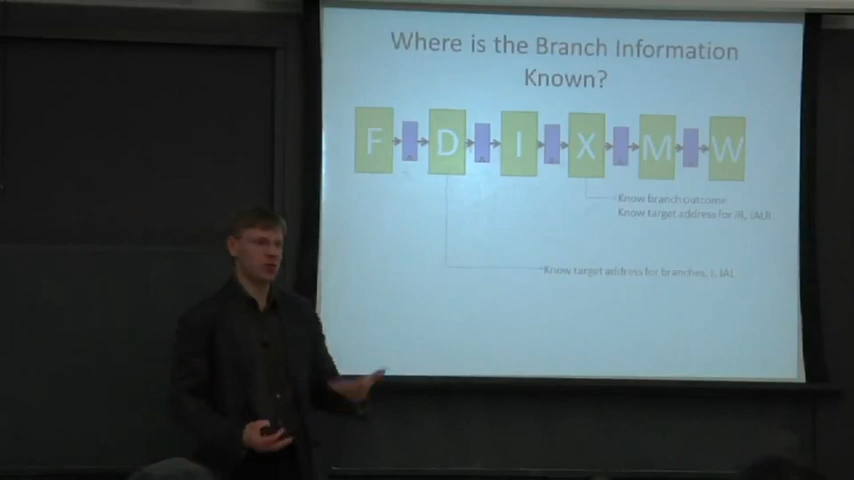 Where is the Branch Information
Known?
F D I X M W
Know branch outcome
Know target address for JR, JALR
Know target address for branches, J, JAL